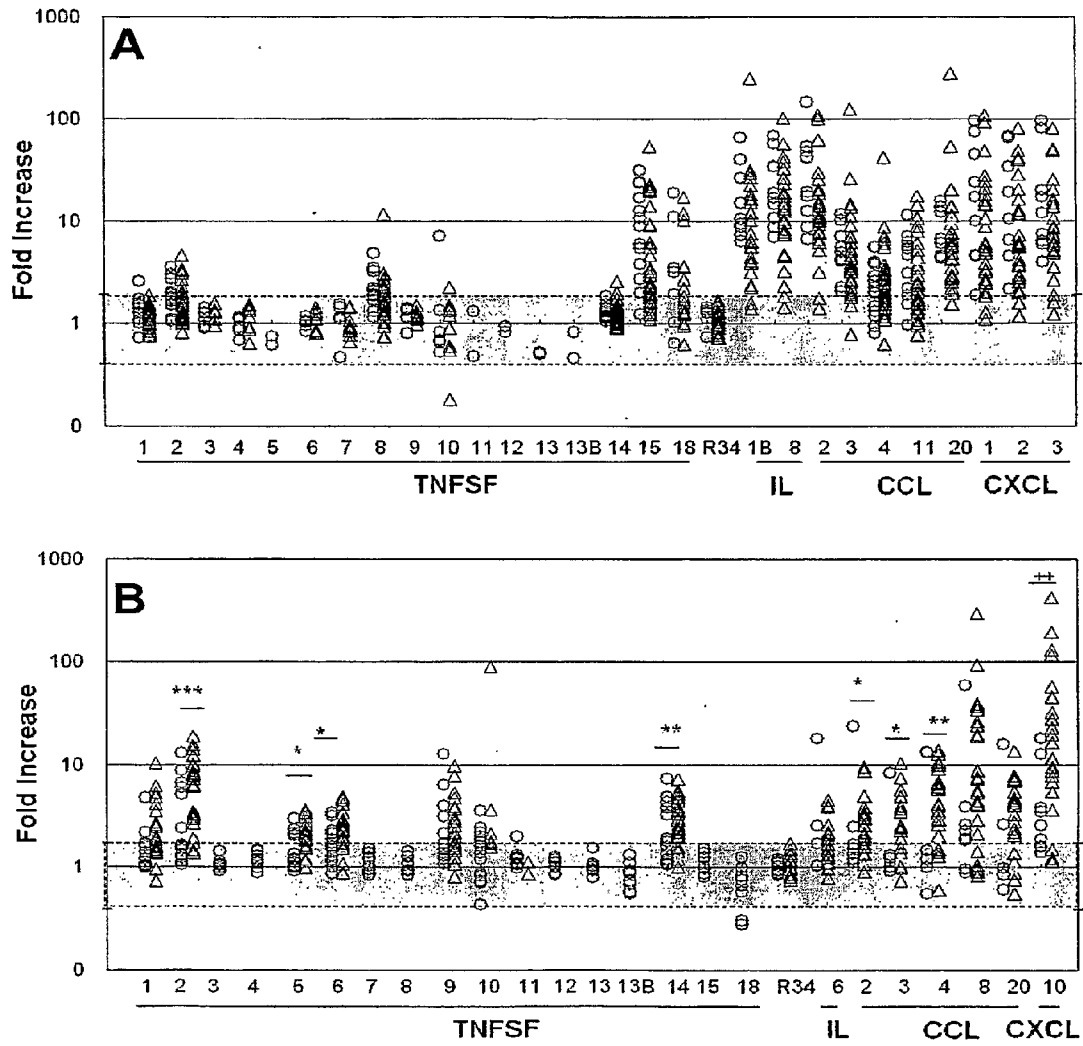 A
1000
100
10
1
0
Fold Increase
1 2 3 4 5 6 7 8 9 10 11 12 13 13B 14 15 18 R34 1B 8 2 3 4 11 20 1 2 3
TNFSF IL CCL CXCL
B
1000
100
10
1
0
Fold Increase
*** * * ** * * ** ++
1 2 3 4 5 6 7 8 9 10 11 12 13 13B 14 15 18 R34 6 2 3 4 8 20 10
TNFSF IL CCL CXCL